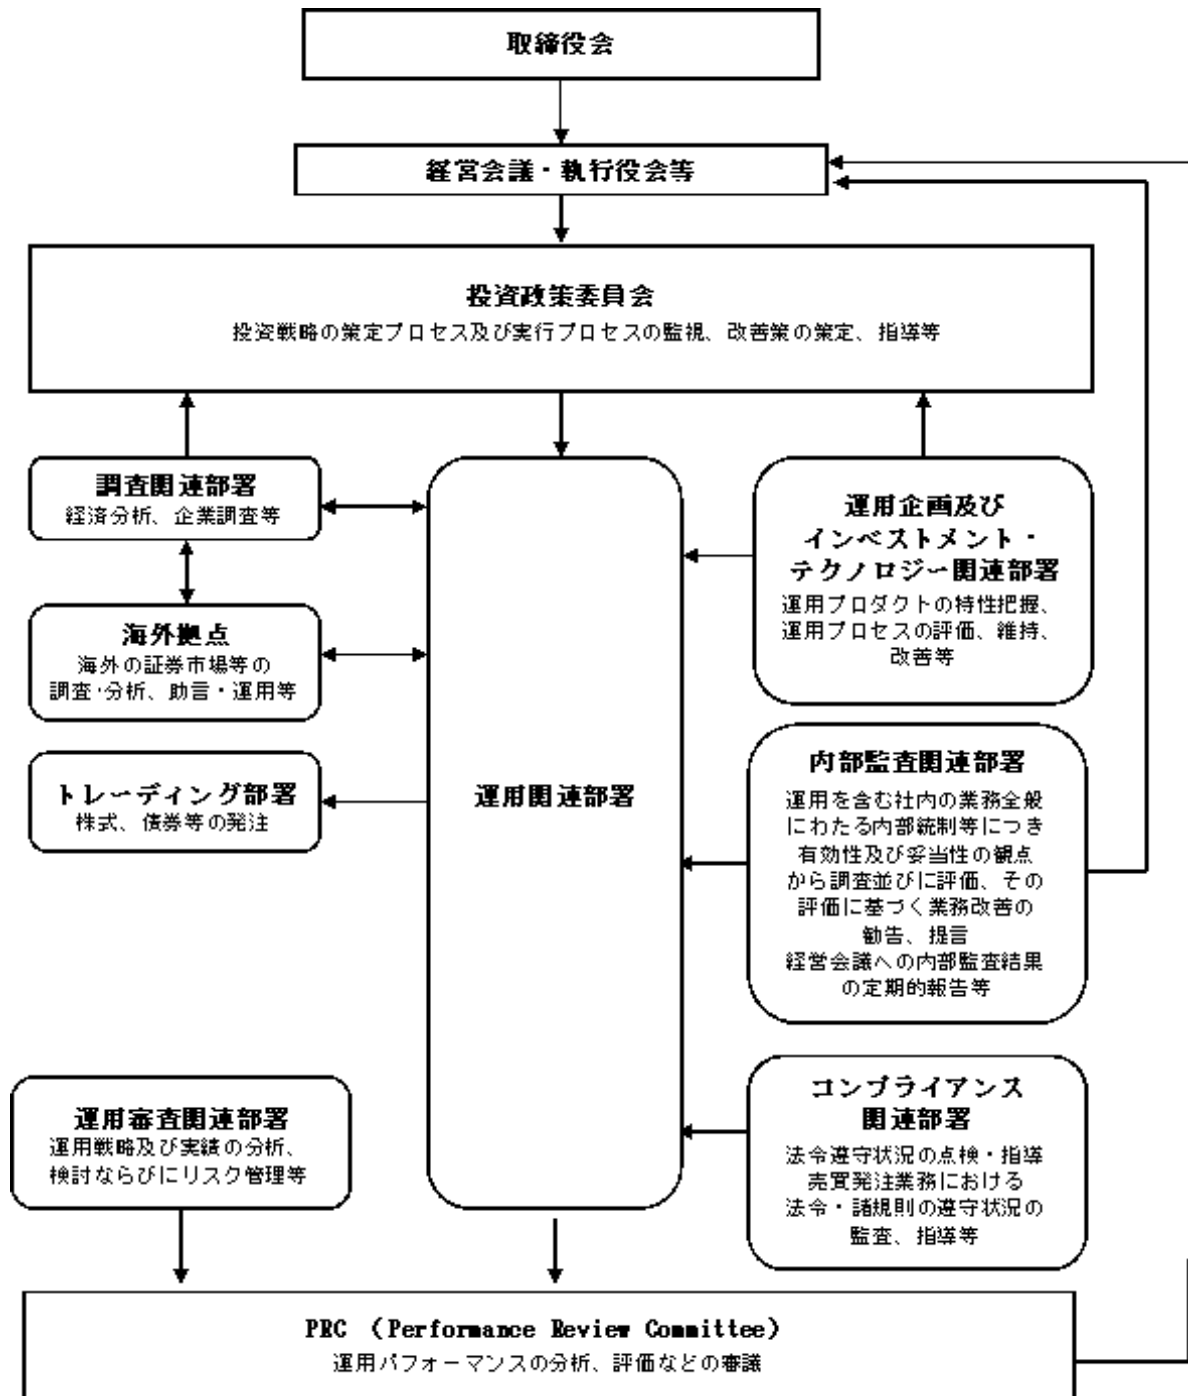 取締役会
経営会議・執行役会等
投資政策委員会
投資戦略の策定プロセス及び実行プロセスの監視、改善策の策定、指導等
調査関連部署
経済分析、企業調査等
海外拠点
海外の証券市場等の
調査・分析、助言・運用等
トレーディング部署
株式、債券等の発注
運用審査関連部署
運用戦略及び実績の分析、
検討ならびにリスク管理等
運用関連部署
運用企画及び
インベストメント・
テクノロジー関連部署
運用プロダクトの特性把握、
運用プロセスの評価、維持、
改善等
内部監査関連部署
運用を含む社内の業務全般
にわたる内部統制等につき
有効性及び妥当性の観点
から調査並びに評価、その
評価に基づく業務改善の
勧告、提言
経営会議への内部監査結果
の定期的報告等
コンプライアンス
関連部署
法令遵守状況の点検・指導
売買発注業務における
法令・諸規則の遵守状況の
監査、指導等
PRC （Performance Review Committee）
運用パフォーマンスの分析、評価などの審議